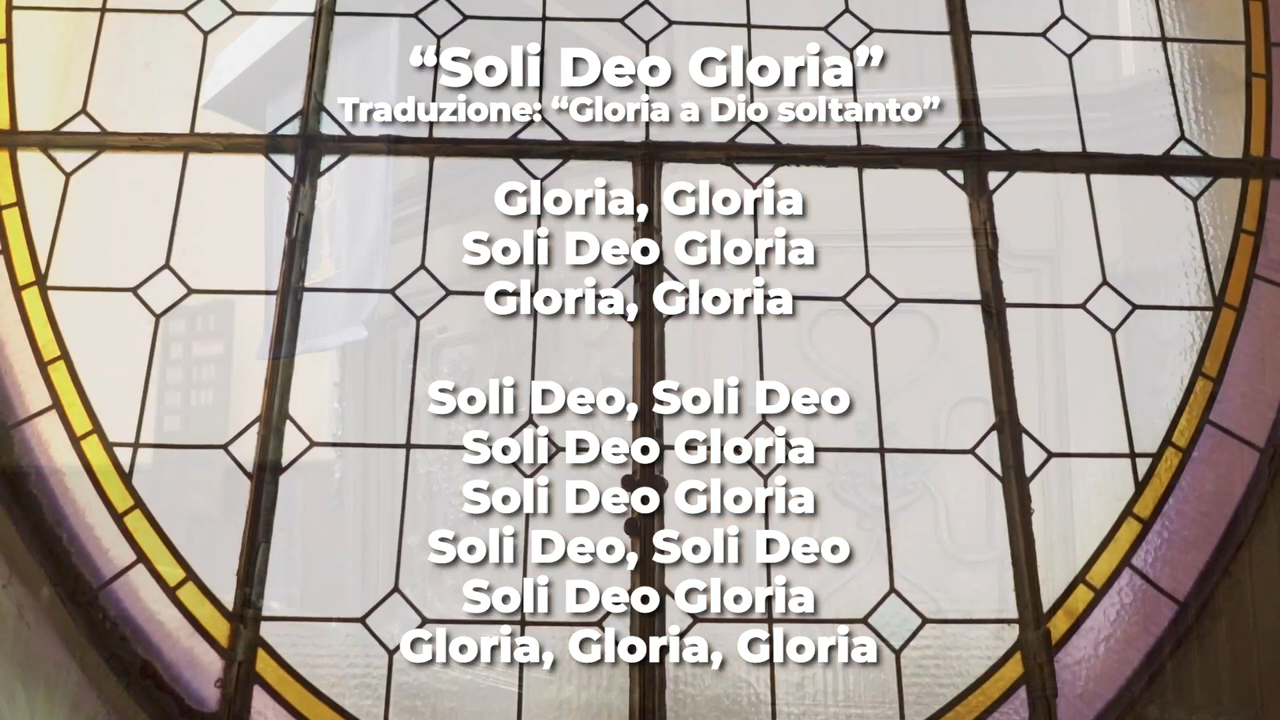 “Soli Deo Gloria”
Traduzione: “Gloria a Dio soltanto”
Gloria, Gloria
Soli Deo Gloria
Gloria, Gloria
Soli Deo, Soli Deo
Soli Deo Gloria
Soli Deo Gloria
Soli Deo, Soli Deo
Soli Deo Gloria
Gloria, Gloria, Gloria